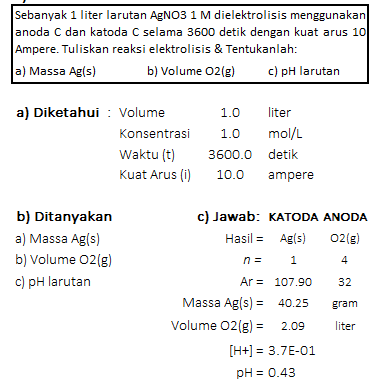 Sebanyak 1 liter larutan AgNO3 1 M dielektrolisis menggunakan
anoda C dan katoda C selama 3600 detik dengan kuat arus 10
Ampere. Tuliskan reaksi elektrolisis & Tentukanlah:
a) Massa Ag(s) b) Volume O2(g) c) pH larutan
a) Diketahui : Volume 1.0 liter
Konsentrasi 1.0 mol/L
Waktu (t) 3600.0 detik
Kuat Arus (i) 10.0 ampere
b) Ditanyakan
a) Massa Ag(s)
b) Volume O2(g)
c) pH larutan
c) Jawab: KATODA ANODA
Hasil = Ag(s) O2(g)
n = 1 4
Ar = 107.90 32
Massa Ag(s) = 40.25 gram
Volume O2(g) = 2.09 liter
[H+] = 3.7E-01
pH = 0.43